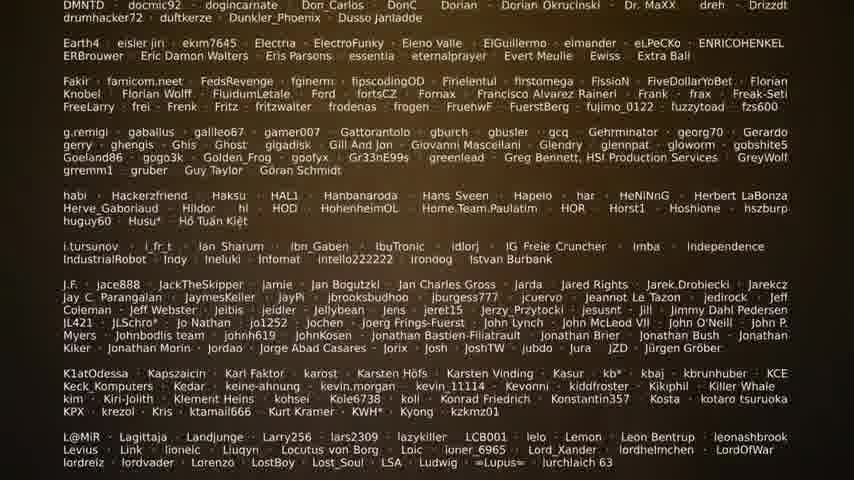 DMNTD · docmic92 · dogincarnate · Don_Carlos · DonC · Dorian · Dorian Okrucinski · Dr. MaXX · dreh · Drizzdt
drumhacker72 · duftkerze · Dunkler_Phoenix · Dusso Janladde
Earth4 · eisler jiri · ekim7645 · Electria · ElectroFunky · Eleno Valle · ElGuillermo · elmander · eLPeCKo · ENRICOHENKEL
ERBrouwer · Eric Damon Walters · Eris Parsons · essentia · eternalprayer · Evert Meulie · Ewiss · Extra Ball
Fakir · famicom.neet · FedsRevenge · fginerm · fipscodingOD · Firielentul · firstomega · FissioN · FiveDollarYoBet · Florian
Knobel · Florian Wolff · FluidumLetale · Ford · fortsCZ · Fornax · Francisco Alvarez Raineri · Frank · frax · Freak-Seti
FreeLarry · frei · Frenk · Fritz · fritzwalter · frodenas · frogen · FruehwF · FuerstBerg · fujimo_0122 · fuzzytoad · fzs600
g.remigi · gaballus · galileo67 · gamer007 · Gattorantolo · gburch · gbusler · gcq · Gehrminator · georg70 · Gerardo
gerry · ghengis · Ghis · Ghost · gigadisk · Gill And Jon · Giovanni Mascellani · Glendry · glennpat · gloworm · gobshite5
Goeland86 · gogo3k · Golden_Frog · goofyx · Gr33nE99s · greenlead · Greg Bennett, HSI Production Services · GreyWolf
grremm1 · gruber · Guy Taylor · Göran Schmidt
habi · Hackerzfriend · Haksu · HAL1 · Hanbanaroda · Hans Sveen · Hapelo · har · HeNiNnG · Herbert LaBonza
Herve_Gaboriaud · Hildor · hl · HOD · HohenheimOL · Home.Team.Paulatim · HOR · Horst1 · Hoshione · hszburp
huguy60 · Husu* · Hồ Tuấn Kiệt
i.tursunov · i_fr_t · Ian Sharum · Ibn_Gaben · IbuTronic · idlorj · IG Freie Cruncher · Imba · Independence
IndustrialRobot · Indy · Ineluki · Infomat · intello222222 · irondog · Istvan Burbank
J.F. · jace888 · JackTheSkipper · Jamie · Jan Bogutzki · Jan Charles Gross · Jarda · Jared Rights · Jarek.Drobiecki · Jarekcz
Jay C. Parangalan · JaymesKeller · JayPi · jbrooksbudhoo · jburgess777 · jcuervo · Jeannot Le Tazon · jedirock · Jeff
Coleman · Jeff Webster · Jeibis · jeidler · Jellybean · Jens · jeret15 · Jerzy_Przytocki · jesusnt · Jill · Jimmy Dahl Pedersen
JL421 · JLSchro* · Jo Nathan · jo1252 · Jochen · Joerg Frings-Fuerst · John Lynch · John McLeod VII · John O'Neill · John P.
Myers · Johnbodlis team · johnh619 · JohnKosen · Jonathan Bastien-Filiatrault · Jonathan Brier · Jonathan Bush · Jonathan
Kiker · Jonathan Morin · Jordao · Jorge Abad Casares · Jorix · Josh · JoshTW · jubdo · Jura · JZD · Jürgen Gröber
K1atOdessa · Kapszaicin · Karl Faktor · karost · Karsten Höfs · Karsten Vinding · Kasur · kb* · kbaj · kbrunhuber · KCE
Keck_Komputers · Kedar · keine-ahnung · kevin.morgan · kevin_11114 · Kevonni · kiddfroster · Kikiphil · Killer Whale
kim · Kiri-Jolith · Klement Heins · kohsei · Kole6738 · koll · Konrad Friedrich · Konstantin357 · Kosta · kotaro tsuruoka
KPX · krezol · Kris · ktamail666 · Kurt Kramer · KWH* · Kyong · kzkmz01
L@MiR · Lagittaja · Landjunge · Larry256 · lars2309 · lazykiller · LCB001 · lelo · Lemon · Leon Bentrup · leonashbrook
Levius · Link · lioneic · Liuqyn · Locutus von Borg · Loic · loner_6965 · Lord_Xander · lordhelmchen · LordOfWar
lordreiz · lordvader · Lorenzo · LostBoy · Lost_Soul · LSA · Ludwig · ∞Lupus∞ · lurchlaich 63